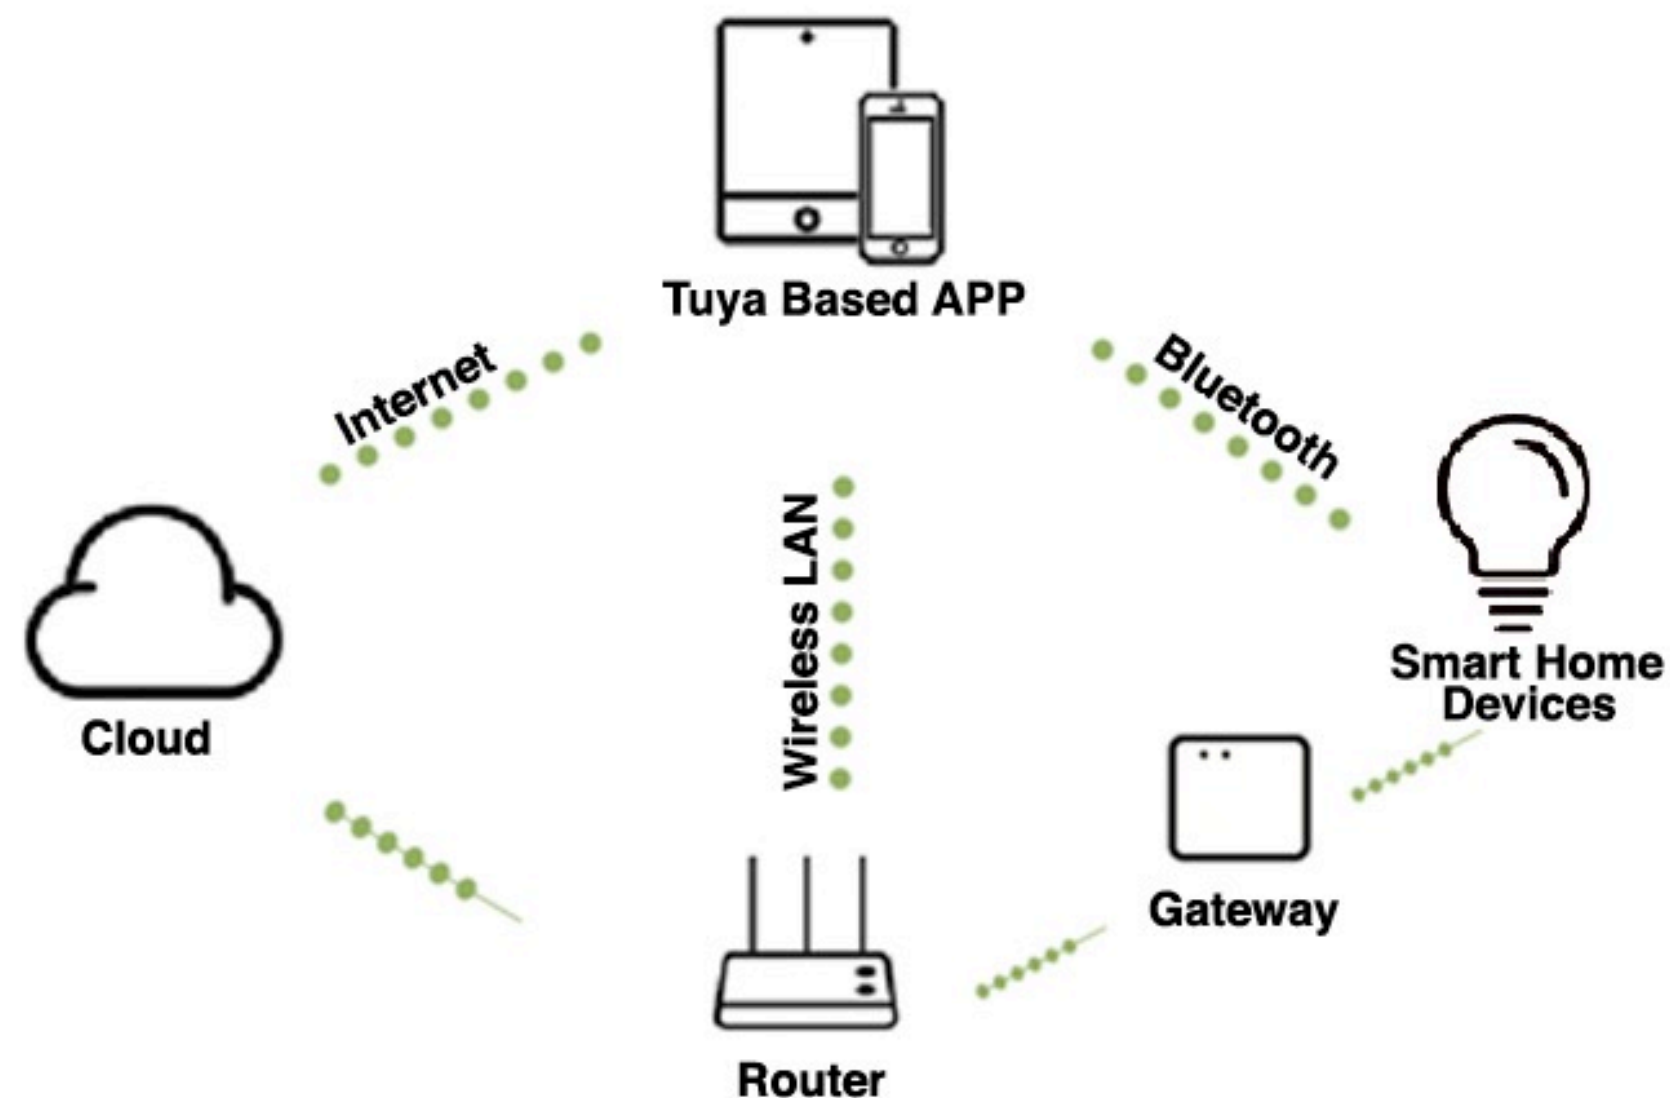 Tuya Based APP
Internet
Bluetooth
Wireless LAN
Smart Home
Devices
Cloud
Gateway
Router